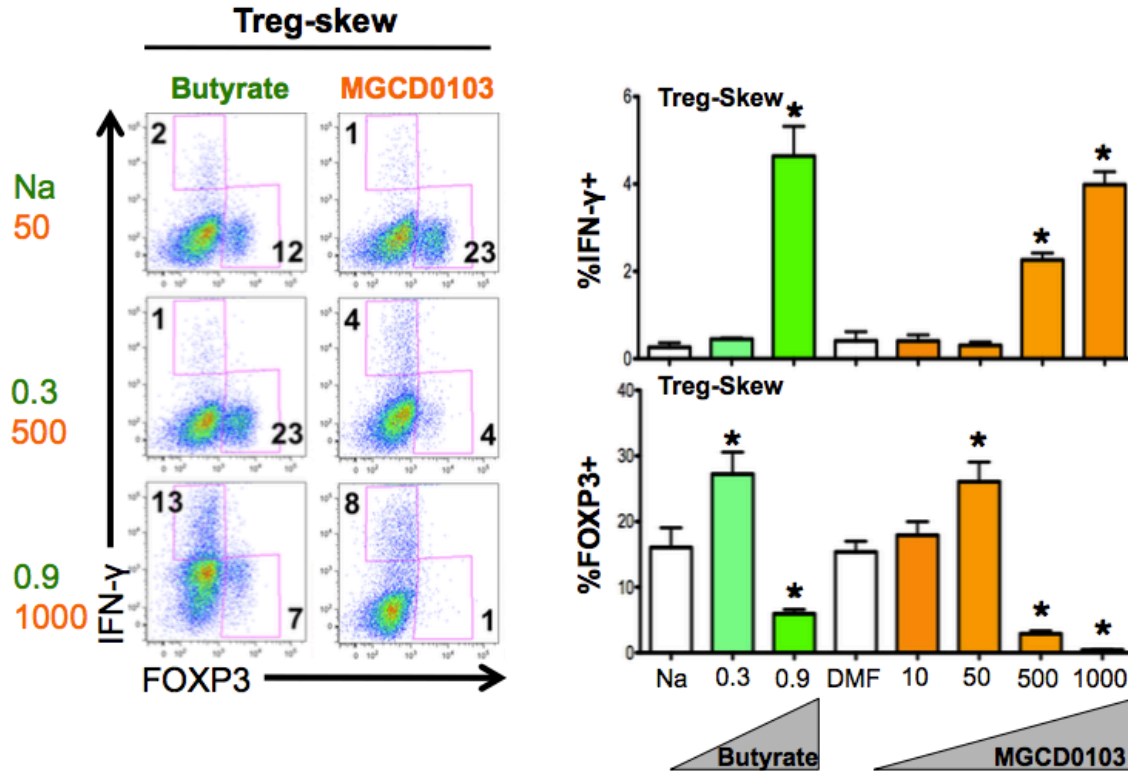 Treg-skew
Butyrate MGCD0103
Na
50
2
12
1
23
0.3
500
1
23
4
4
0.9
1000
13
7
8
1
IFN-γ
FOXP3
Treg-Skew
%IFN-γ+
6
4
2
0
* * *
Treg-Skew
%FOXP3+
40
30
20
10
0
* * * * *
Na 0.3 0.9 DMF 10 50 500 1000
Butyrate MGCD0103